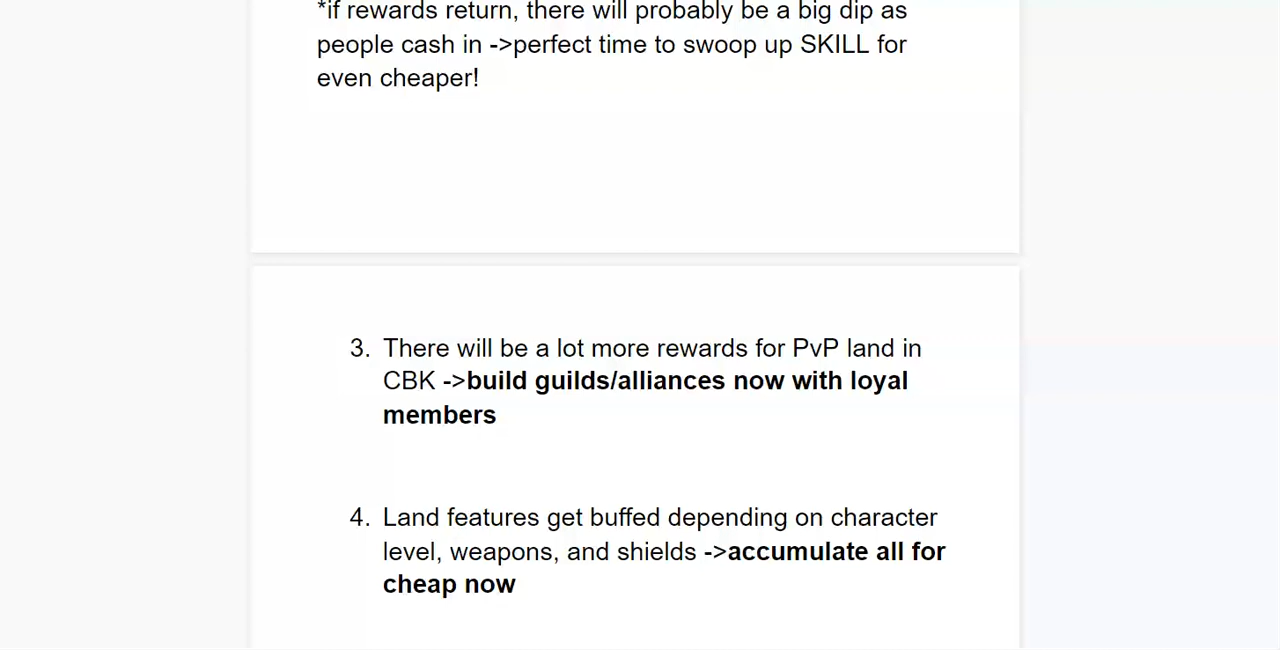 *if rewards return, there will probably be a big dip as
people cash in ->perfect time to swoop up SKILL for
even cheaper!
3. There will be a lot more rewards for PvP land in
CBK ->build guilds/alliances now with loyal
members
4. Land features get buffed depending on character
level, weapons, and shields ->accumulate all for
cheap now